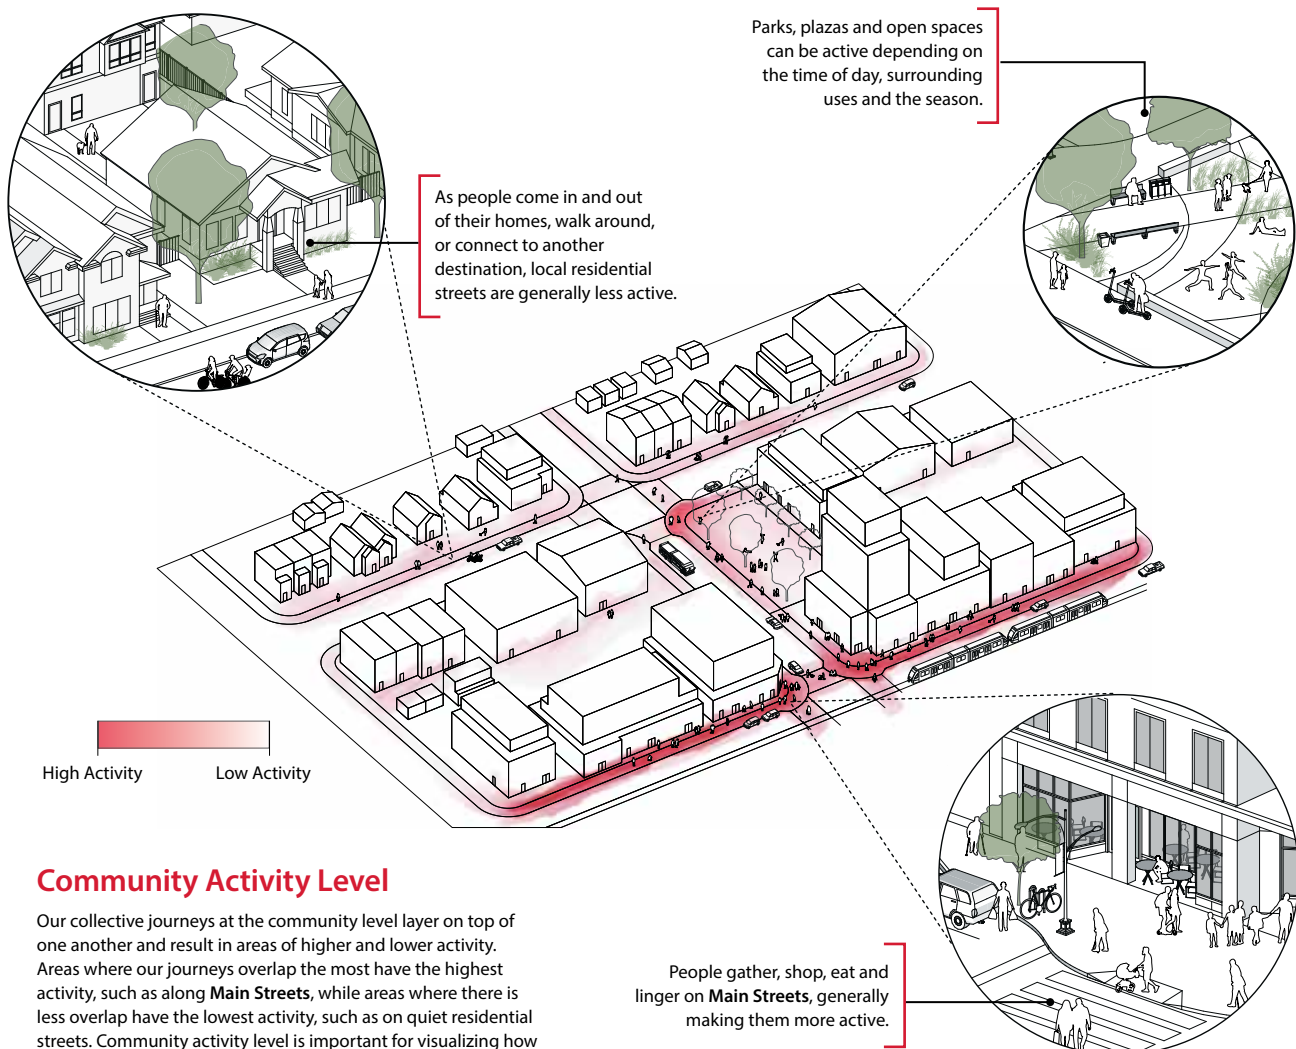 Parks, plazas and open spaces
can be active depending on
the time of day, surrounding
uses and the season.
As people come in and out
of their homes, walk around,
or connect to another
destination, local residential
streets are generally less active.
High Activity
Low Activity
Community Activity Level
Our collective journeys at the community level layer on top of
one another and result in areas of higher and lower activity.
Areas where our journeys overlap the most have the highest
activity, such as along Main Streets, while areas where there is
less overlap have the lowest activity, such as on quiet residential
streets. Community activity level is important for visualizing how
People gather, shop, eat and
linger on Main Streets, generally
making them more active.